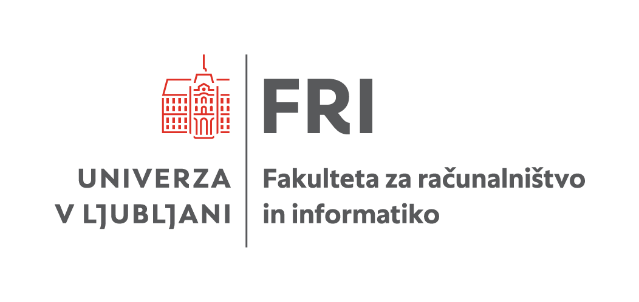 UNIVERZA
V LJUBLJANI
FRI
Fakulteta za računalništvo
in informatiko